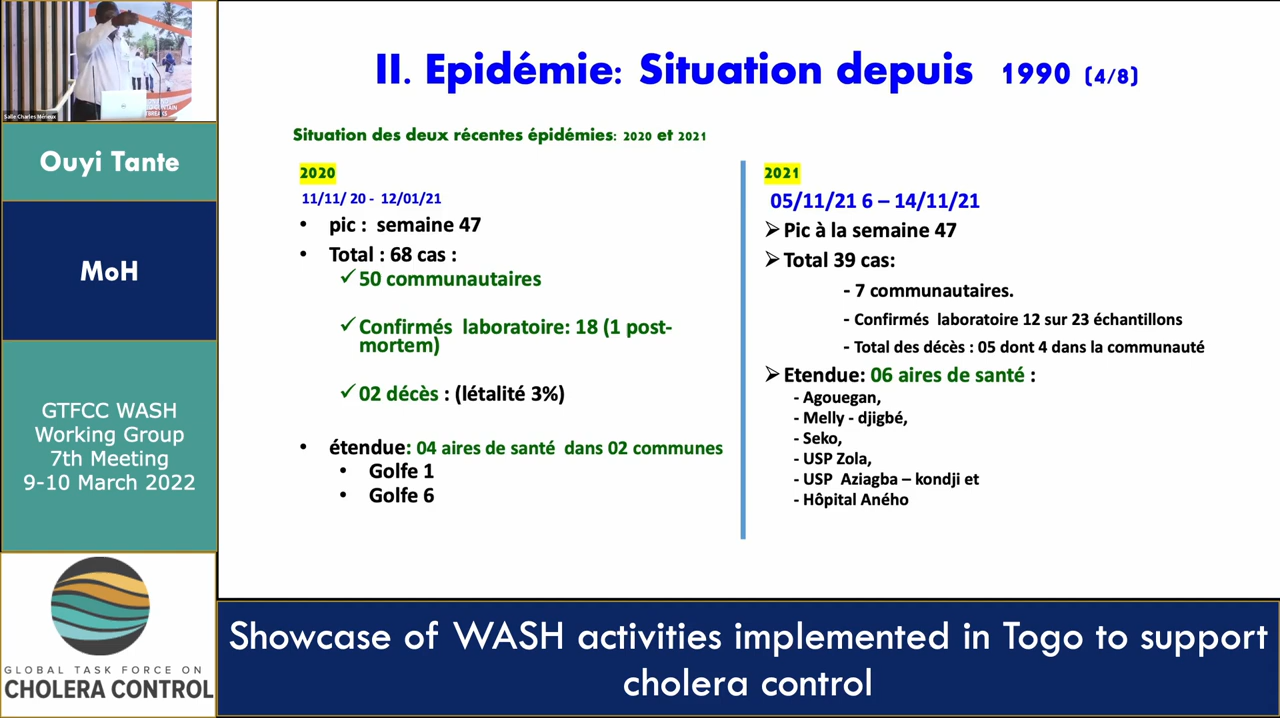 Salle Charles Mérieux
Ouyi Tante
MoH
GTFCC WASH
Working Group
7th Meeting
9-10 March 2022
GLOBAL TASK FORCE ON
CHOLERA CONTROL
II. Epidémie: Situation depuis 1990 (4/8)
Situation des deux récentes épidémies: 2020 et 2021
2020
11/11/ 20 - 12/01/21
• pic : semaine 47
• Total : 68 cas :
✓50 communautaires
✓Confirmés laboratoire: 18 (1 post-
mortem)
✓02 décès : (létalité 3%)
• étendue: 04 aires de santé dans 02 communes
• Golfe 1
• Golfe 6
2021
05/11/21 6 – 14/11/21
➢Pic à la semaine 47
➢Total 39 cas:
- 7 communautaires.
- Confirmés laboratoire 12 sur 23 échantillons
- Total des décès : 05 dont 4 dans la communauté
➢Etendue: 06 aires de santé :
- Agouegan,
- Melly - djigbé,
- Seko,
- USP Zola,
- USP Aziagba – kondji et
- Hôpital Aného
Showcase of WASH activities implemented in Togo to support
cholera control